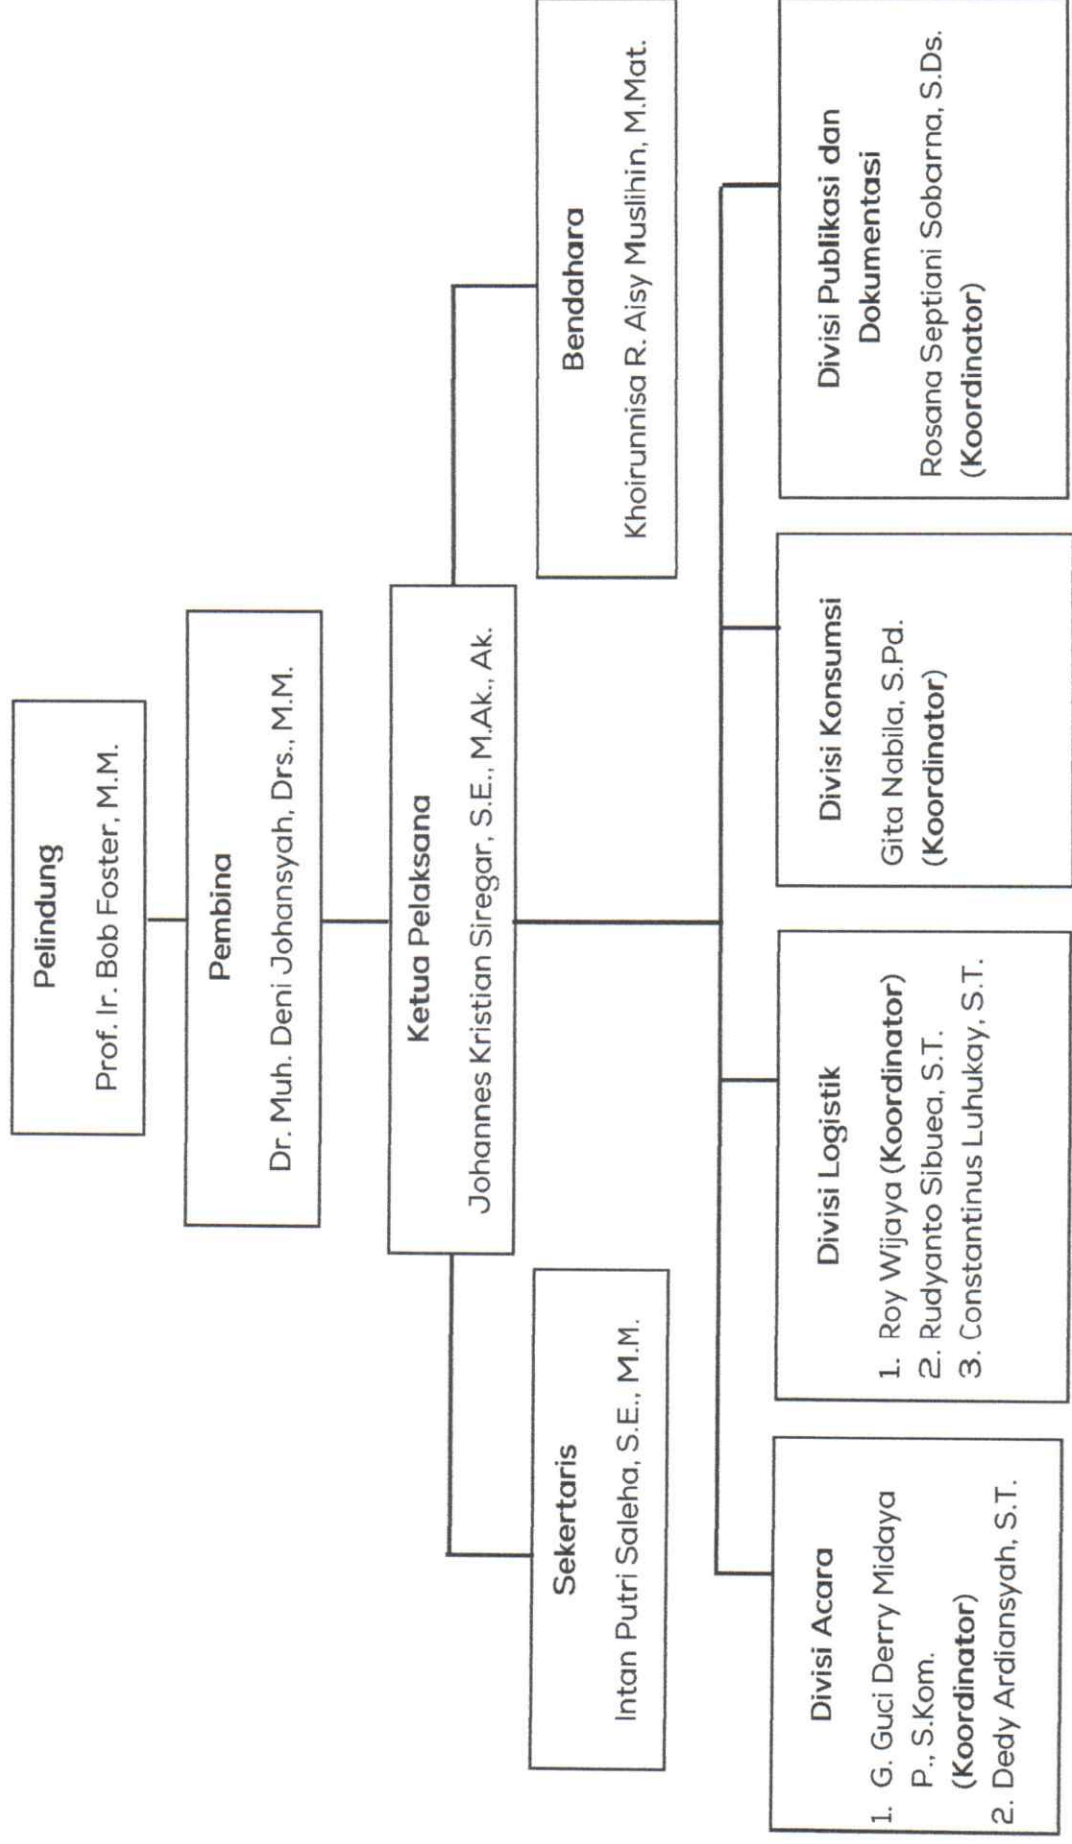 Pelindung
Prof. Ir. Bob Foster, M.M.
Pembina
Dr. Muh. Deni Johansyah, Drs., M.M.
Ketua Pelaksana
Johannes Kristian Siregar, S.E., M.Ak., Ak.
Sekertaris
Intan Putri Saleha, S.E., M.M.
Bendahara
Khoirunnisa R. Aisy Muslihin, M.Mat.
Divisi Acara
1. G. Guci Derry Midaya
P., S.Kom.
(Koordinator)
2. Dedy Ardiansyah, S.T.
Divisi Logistik
1. Roy Wijaya (Koordinator)
2. Rudyanto Sibuea, S.T.
3. Constantinus Luhukay, S.T.
Divisi Konsumsi
Gita Nabila, S.Pd.
(Koordinator)
Divisi Publikasi dan
Dokumentasi
Rosana Septiani Sobarna, S.Ds.
(Koordinator)